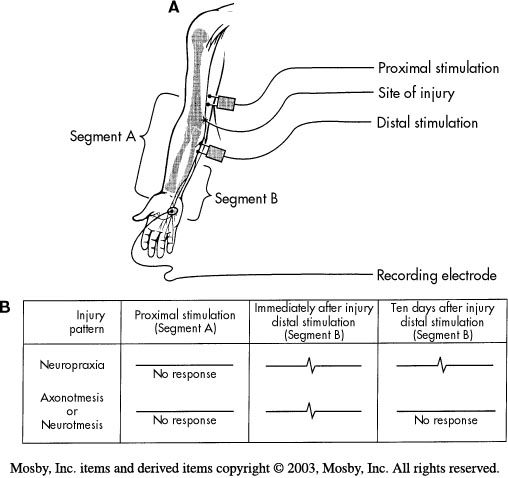 A
Proximal stimulation
Site of injury
Distal stimulation
Segment A
Segment B
Recording electrode
B
Injury pattern
Proximal stimulation (Segment A)
Immediately after injury distal stimulation (Segment B)
Ten days after injury distal stimulation (Segment B)
Neuropraxia
No response
Axonotmesis or Neurotmesis
No response
No response
Mosby, Inc. items and derived items copyright © 2003, Mosby, Inc. All rights reserved.